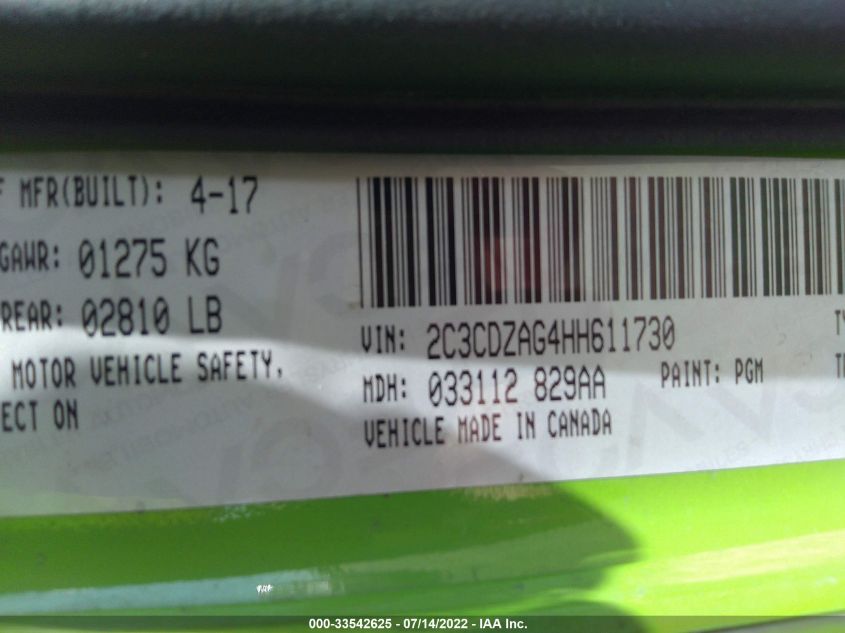 F MFR(BUILT): 4-17
GAWR: 01275 KG
REAR: 02810 LB
MOTOR VEHICLE SAFETY,
ECT ON
VIN: 2C3CDZAG4HH611730
MDH: 033112 829AA PAINT: PGM
VEHICLE MADE IN CANADA
000-33542625 - 07/14/2022 - IAA Inc.